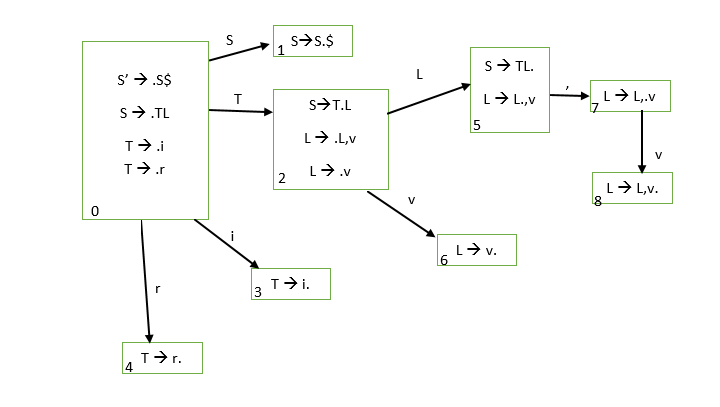 S' → .S$
S → .TL
T → .i
T → .r
0
S
S→S.$
1
T
S→T.L
L → .L,v
L → .v
2
L
S → TL.
L → L.,v
5
,
L → L,.v
7
v
L → L,v.
8
v
L → v.
6
i
T → i.
3
r
T → r.
4